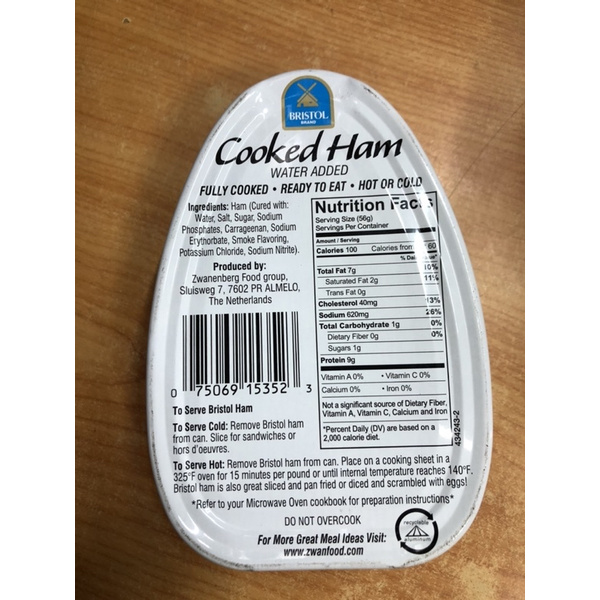 BRISTOL
BRAND
Cooked Ham
WATER ADDED
FULLY COOKED • READY TO EAT • HOT OR COLD
Ingredients: Ham (Cured with:
Water, Salt, Sugar, Sodium
Phosphates, Carrageenan, Sodium
Erytnorbate, Smoke Flavoring,
Potassium Chloride, Sodium Nitrite).
Produced by:
Zwanenberg Food group,
Sluisweg 7, 7602 PR ALMELO,
The Netherlands
0 75069 15352 3
Nutrition Facts
Serving Size (56g)
Servings Per Container
Amount / Serving
Calories 100 Calories from 60
% Daily
Total Fat 7g 10%
Saturated Fat 2g 11%
Trans Fat 0g
Cholesterol 40mg 13%
Sodium 620mg 26%
Total Carbohydrate 1g 0%
Dietary Fiber 0g 0%
Sugars 1g
Protein 9g
Vitamin A 0% • Vitamin C 0%
Calcium 0% • Iron 0%
Not a significant source of Dietary Fiber,
Vitamin A, Vitamin C, Calcium and Iron
*Percent Daily (DV) are based on a
2,000 calorie diet.
434243-2
To Serve Bristol Ham
To Serve Cold: Remove Bristol ham
from can. Slice for sandwiches or
hors d'oeuvres.
To Serve Hot: Remove Bristol ham from can. Place on a cooking sheet in a
325°F oven for 15 minutes per pound or until internal temperature reaches 140°F.
Bristol ham is also great sliced and pan fried or diced and scrambled with eggs!
*Refer to your Microwave Oven cookbook for preparation instructions*
DO NOT OVERCOOK
For More Great Meal Ideas Visit:
www.zwanfood.com
recyclable
aluminum